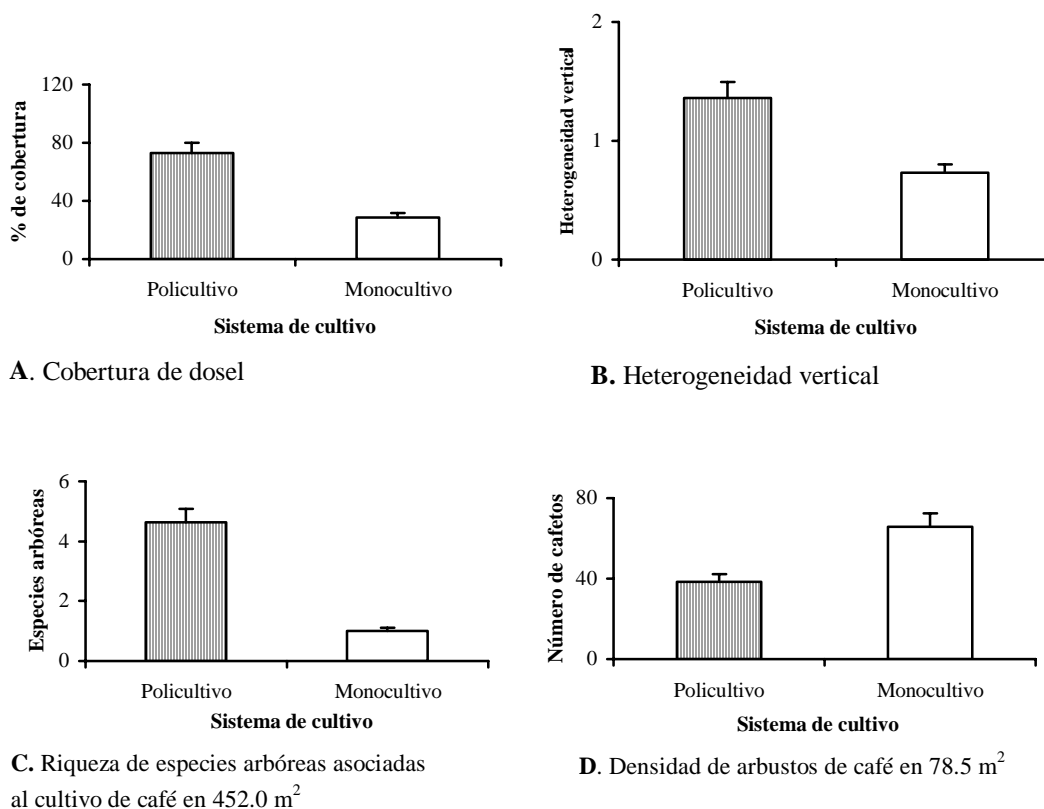 % de cobertura
120
80
40
0
Policultivo Monocultivo
Sistema de cultivo
A. Cobertura de dosel
Heterogeneidad vertical
2
1
0
Policultivo Monocultivo
Sistema de cultivo
B. Heterogeneidad vertical
Especies arbóreas
6
4
2
0
Policultivo Monocultivo
Sistema de cultivo
C. Riqueza de especies arbóreas asociadas
al cultivo de café en 452.0 m²
Número de cafetos
80
40
0
Policultivo Monocultivo
Sistema de cultivo
D. Densidad de arbustos de café en 78.5 m²